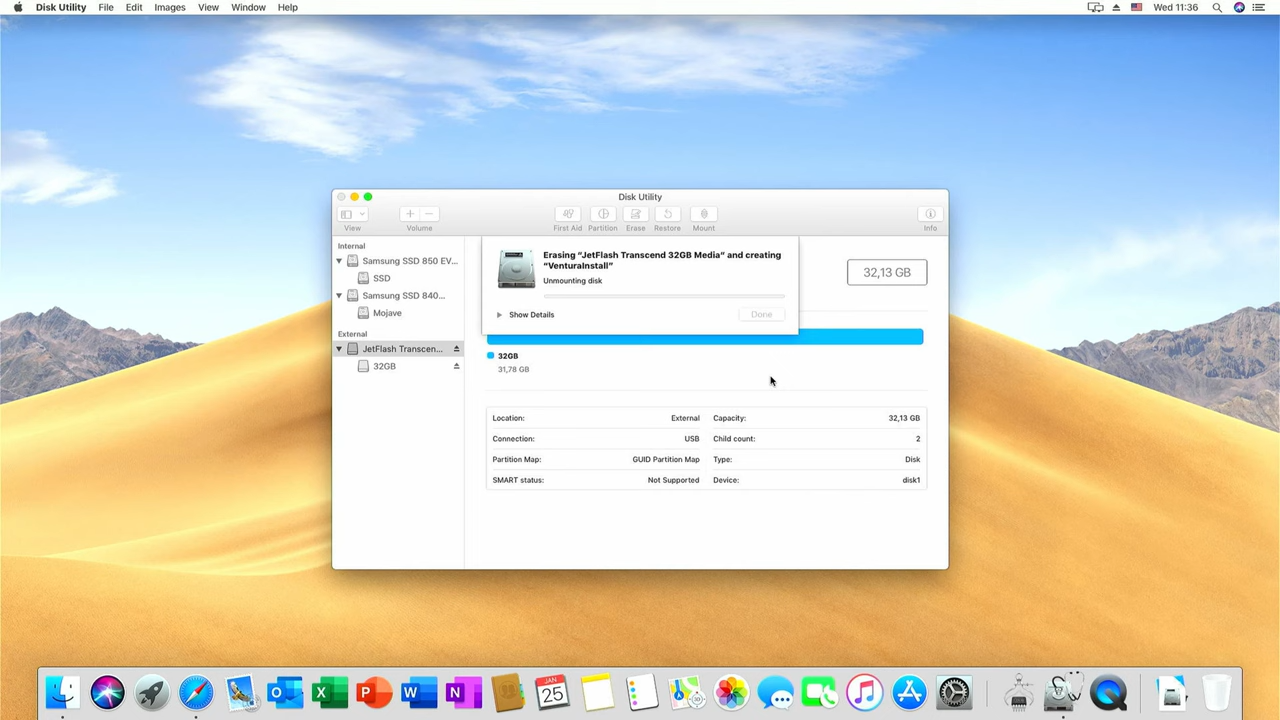 Disk Utility File Edit Images View Window Help Wed 11:36
Disk Utility
View Volume First Aid Partition Erase Restore Mount Info
Internal
Samsung SSD 850 EV...
SSD
Samsung SSD 840...
Mojave
External
JetFlash Transcen...
32GB
Erasing “JetFlash Transcend 32GB Media” and creating
“VenturaInstall”
Unmounting disk
Show Details Done
32,13 GB
32GB
31,78 GB
Location: External Capacity: 32,13 GB
Connection: USB Child count: 2
Partition Map: GUID Partition Map Type: Disk
SMART status: Not Supported Device: disk1
JAN
25